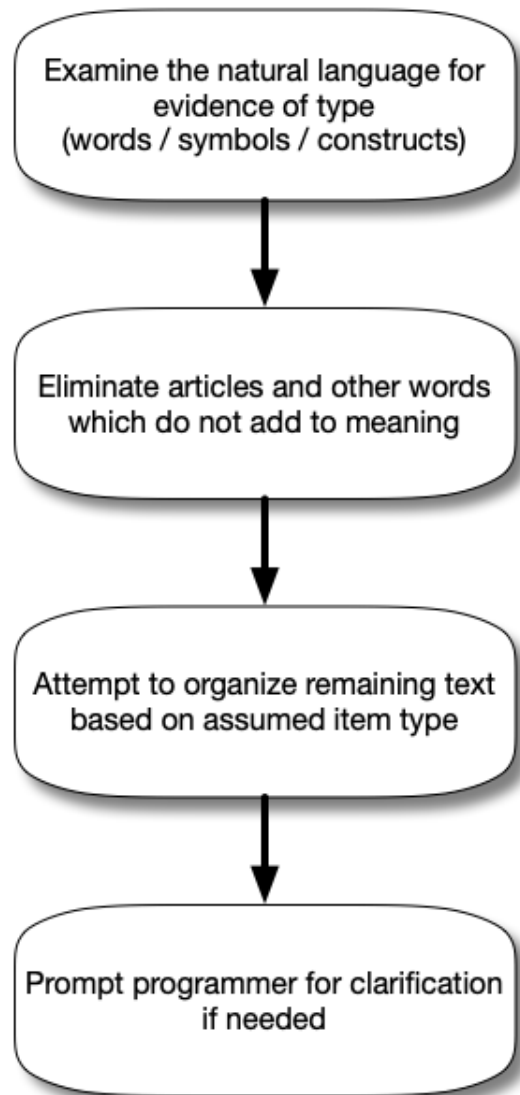 Examine the natural language for
evidence of type
(words / symbols / constructs)
Eliminate articles and other words
which do not add to meaning
Attempt to organize remaining text
based on assumed item type
Prompt programmer for clarification
if needed